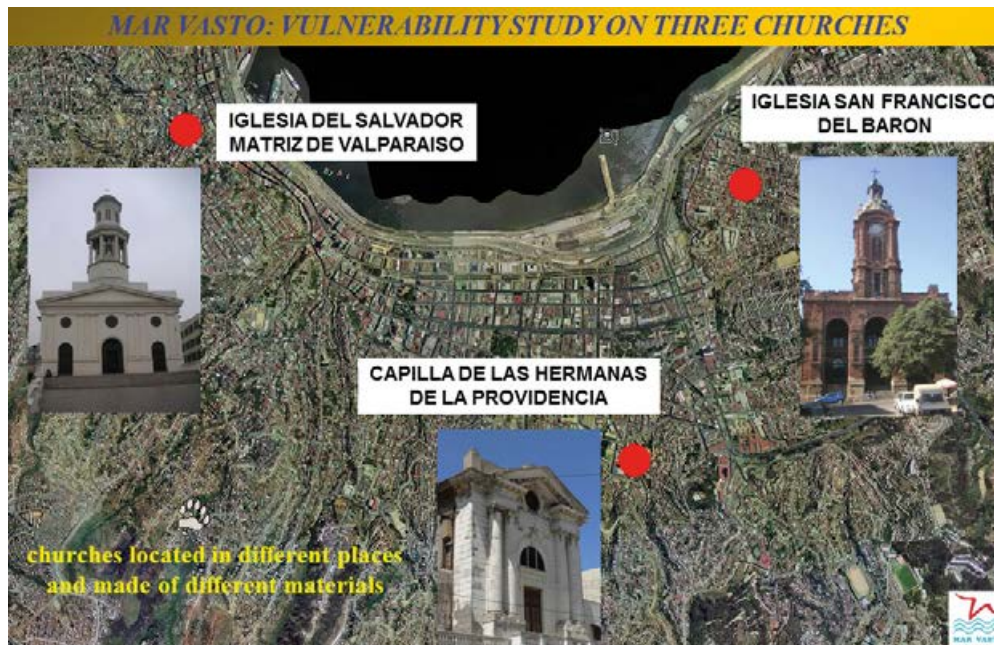 MAR VASTO: VULNERABILITY STUDY ON THREE CHURCHES
IGLESIA DEL SALVADOR
MATRIZ DE VALPARAISO
IGLESIA SAN FRANCISCO
DEL BARON
CAPILLA DE LAS HERMANAS
DE LA PROVIDENCIA
churches located in different places
and made of different materials
MAR VAS